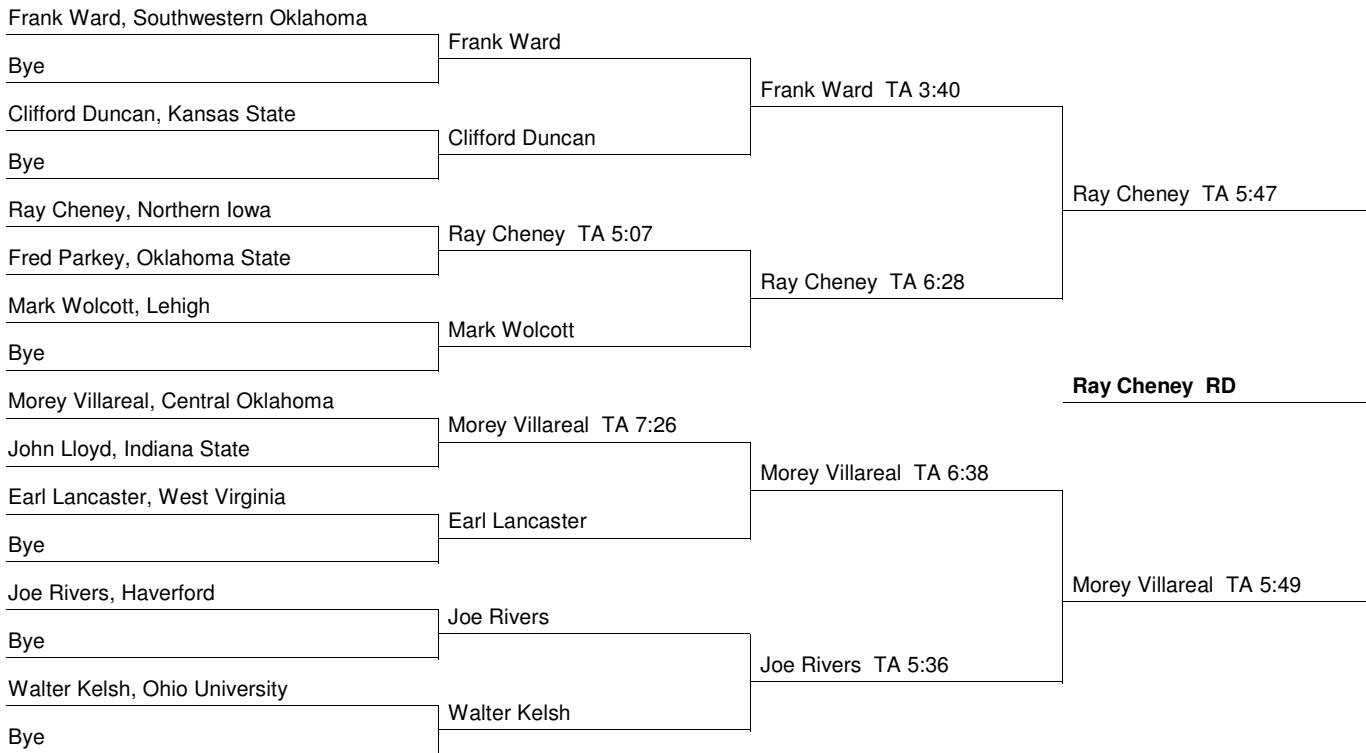 Frank Ward, Southwestern Oklahoma
Bye
Clifford Duncan, Kansas State
Bye
Ray Cheney, Northern Iowa
Fred Parkey, Oklahoma State
Mark Wolcott, Lehigh
Bye
Morey Villareal, Central Oklahoma
John Lloyd, Indiana State
Earl Lancaster, West Virginia
Bye
Joe Rivers, Haverford
Bye
Walter Kelsh, Ohio University
Bye
Frank Ward
Clifford Duncan
Ray Cheney TA 5:07
Mark Wolcott
Morey Villareal TA 7:26
Earl Lancaster
Joe Rivers
Walter Kelsh
Frank Ward TA 3:40
Ray Cheney TA 6:28
Morey Villareal TA 6:38
Joe Rivers TA 5:36
Ray Cheney TA 5:47
Ray Cheney RD
Morey Villareal TA 5:49